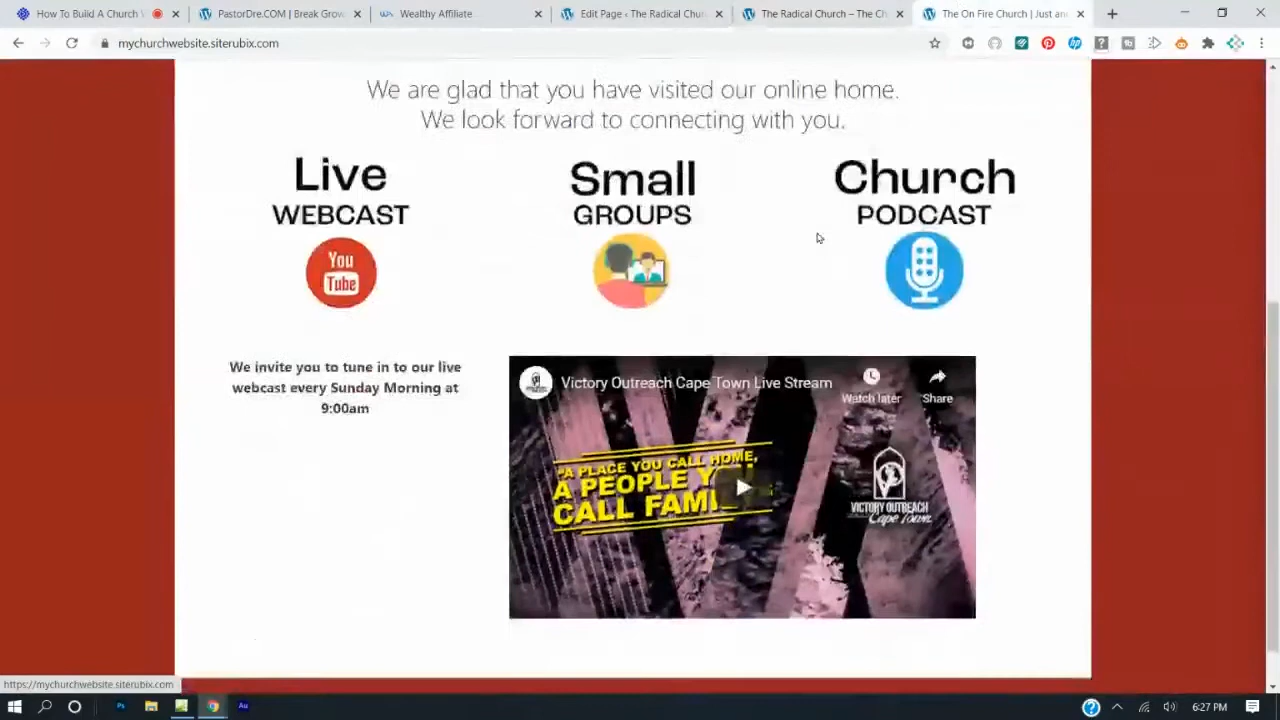 How To Build A Church W
PastorDre.COM | Break Grow
Wealthy Affiliate
Edit Page ‹ The Radical Churc
The Radical Church – The Ch
The On Fire Church | Just an
mychurchwebsite.siterubix.com
We are glad that you have visited our online home.
We look forward to connecting with you.
Live
WEBCAST
Small
GROUPS
Church
PODCAST
You
Tube
We invite you to tune in to our live
webcast every Sunday Morning at
9:00am
Victory Outreach Cape Town Live Stream
Watch later
Share
"A PLACE YOU CALL HOME,
A PEOPLE
CALL
VICTORY OUTREACH
Cape Town
https://mychurchwebsite.siterubix.com
Ps
Au
6:27 PM